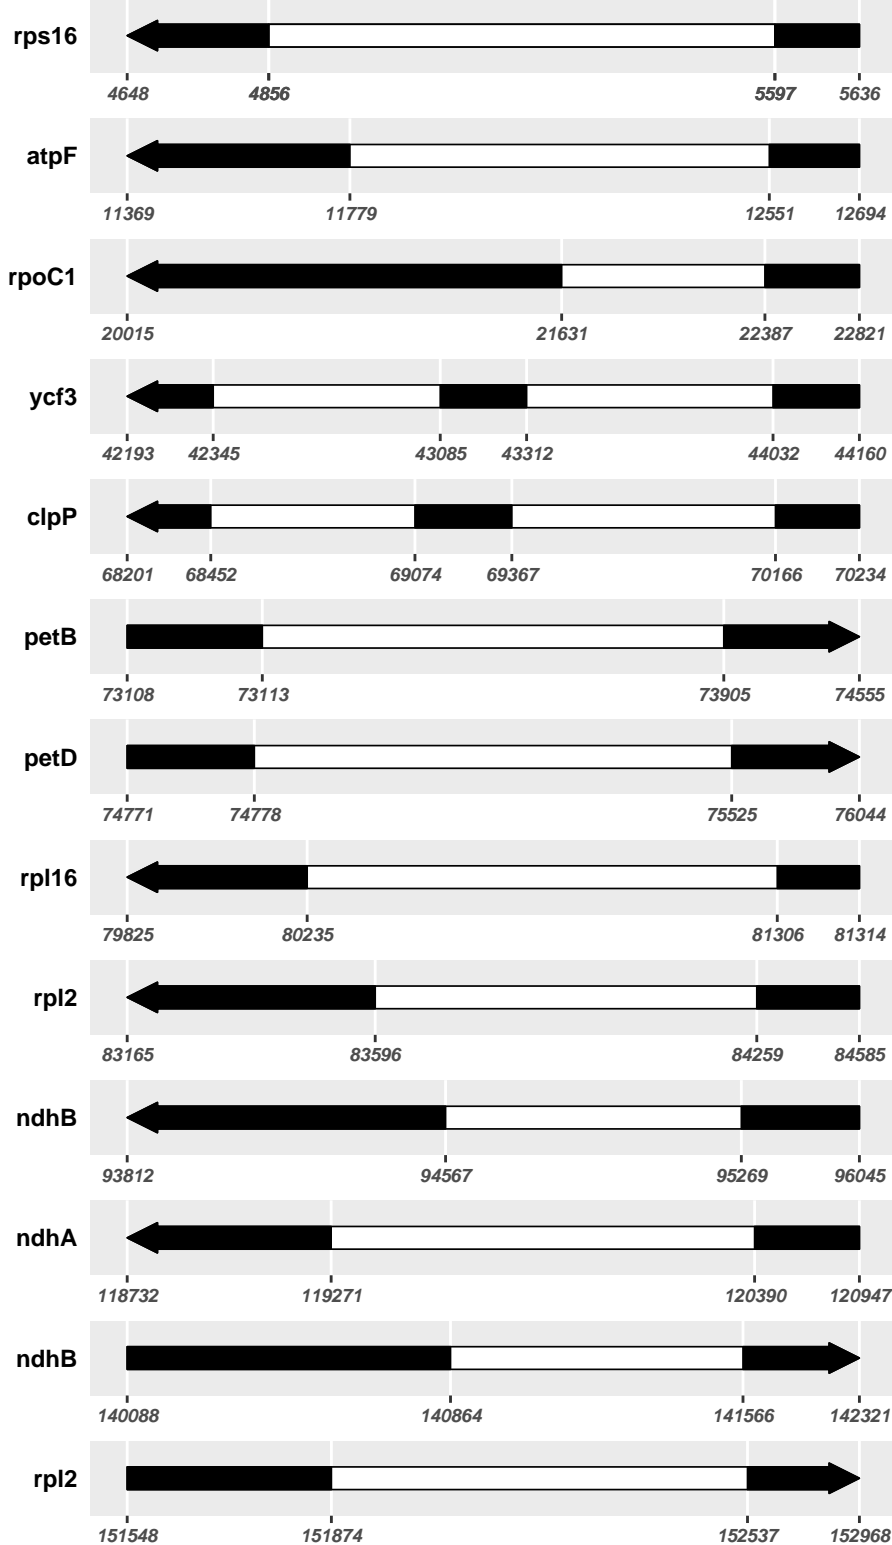 rps16
4648 4856 5597 5636
atpF
11369 11779 12551 12694
rpoC1
20015 21631 22387 22821
ycf3
42193 42345 43085 43312 44032 44160
clpP
68201 68452 69074 69367 70166 70234
petB
73108 73113 73905 74555
petD
74771 74778 75525 76044
rpl16
79825 80235 81306 81314
rpl2
83165 83596 84259 84585
ndhB
93812 94567 95269 96045
ndhA
118732 119271 120390 120947
ndhB
140088 140864 141566 142321
rpl2
151548 151874 152537 152968